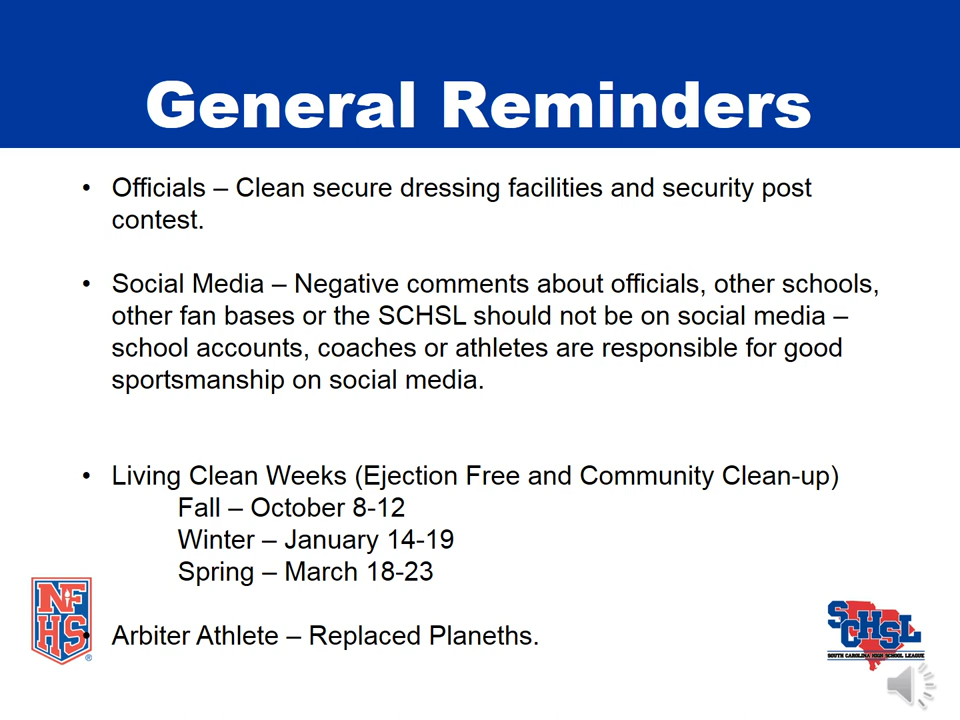 General Reminders
• Officials – Clean secure dressing facilities and security post
contest.
• Social Media – Negative comments about officials, other schools,
other fan bases or the SCHSL should not be on social media –
school accounts, coaches or athletes are responsible for good
sportsmanship on social media.
• Living Clean Weeks (Ejection Free and Community Clean-up)
Fall – October 8-12
Winter – January 14-19
Spring – March 18-23
• Arbiter Athlete – Replaced Planeths.
NF
HS
®
SCHSL
SOUTH CAROLINA HIGH SCHOOL LEAGUE